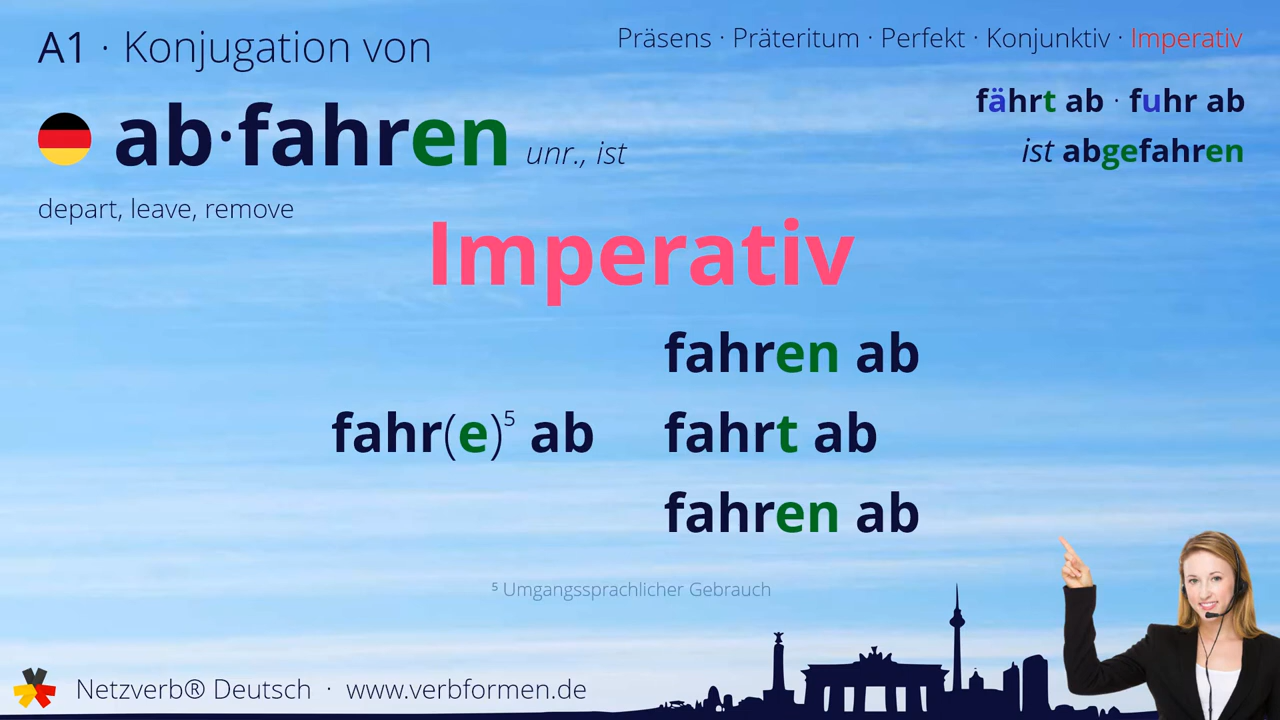 A1 · Konjugation von
Präsens · Präteritum · Perfekt · Konjunktiv · Imperativ
ab·fahren unr., ist
fährt ab · fuhr ab
ist abgefahren
depart, leave, remove
Imperativ
fahren ab
fahr(e)⁵ ab fahrt ab
fahren ab
⁵ Umgangssprachlicher Gebrauch
Netzverb® Deutsch · www.verbformen.de